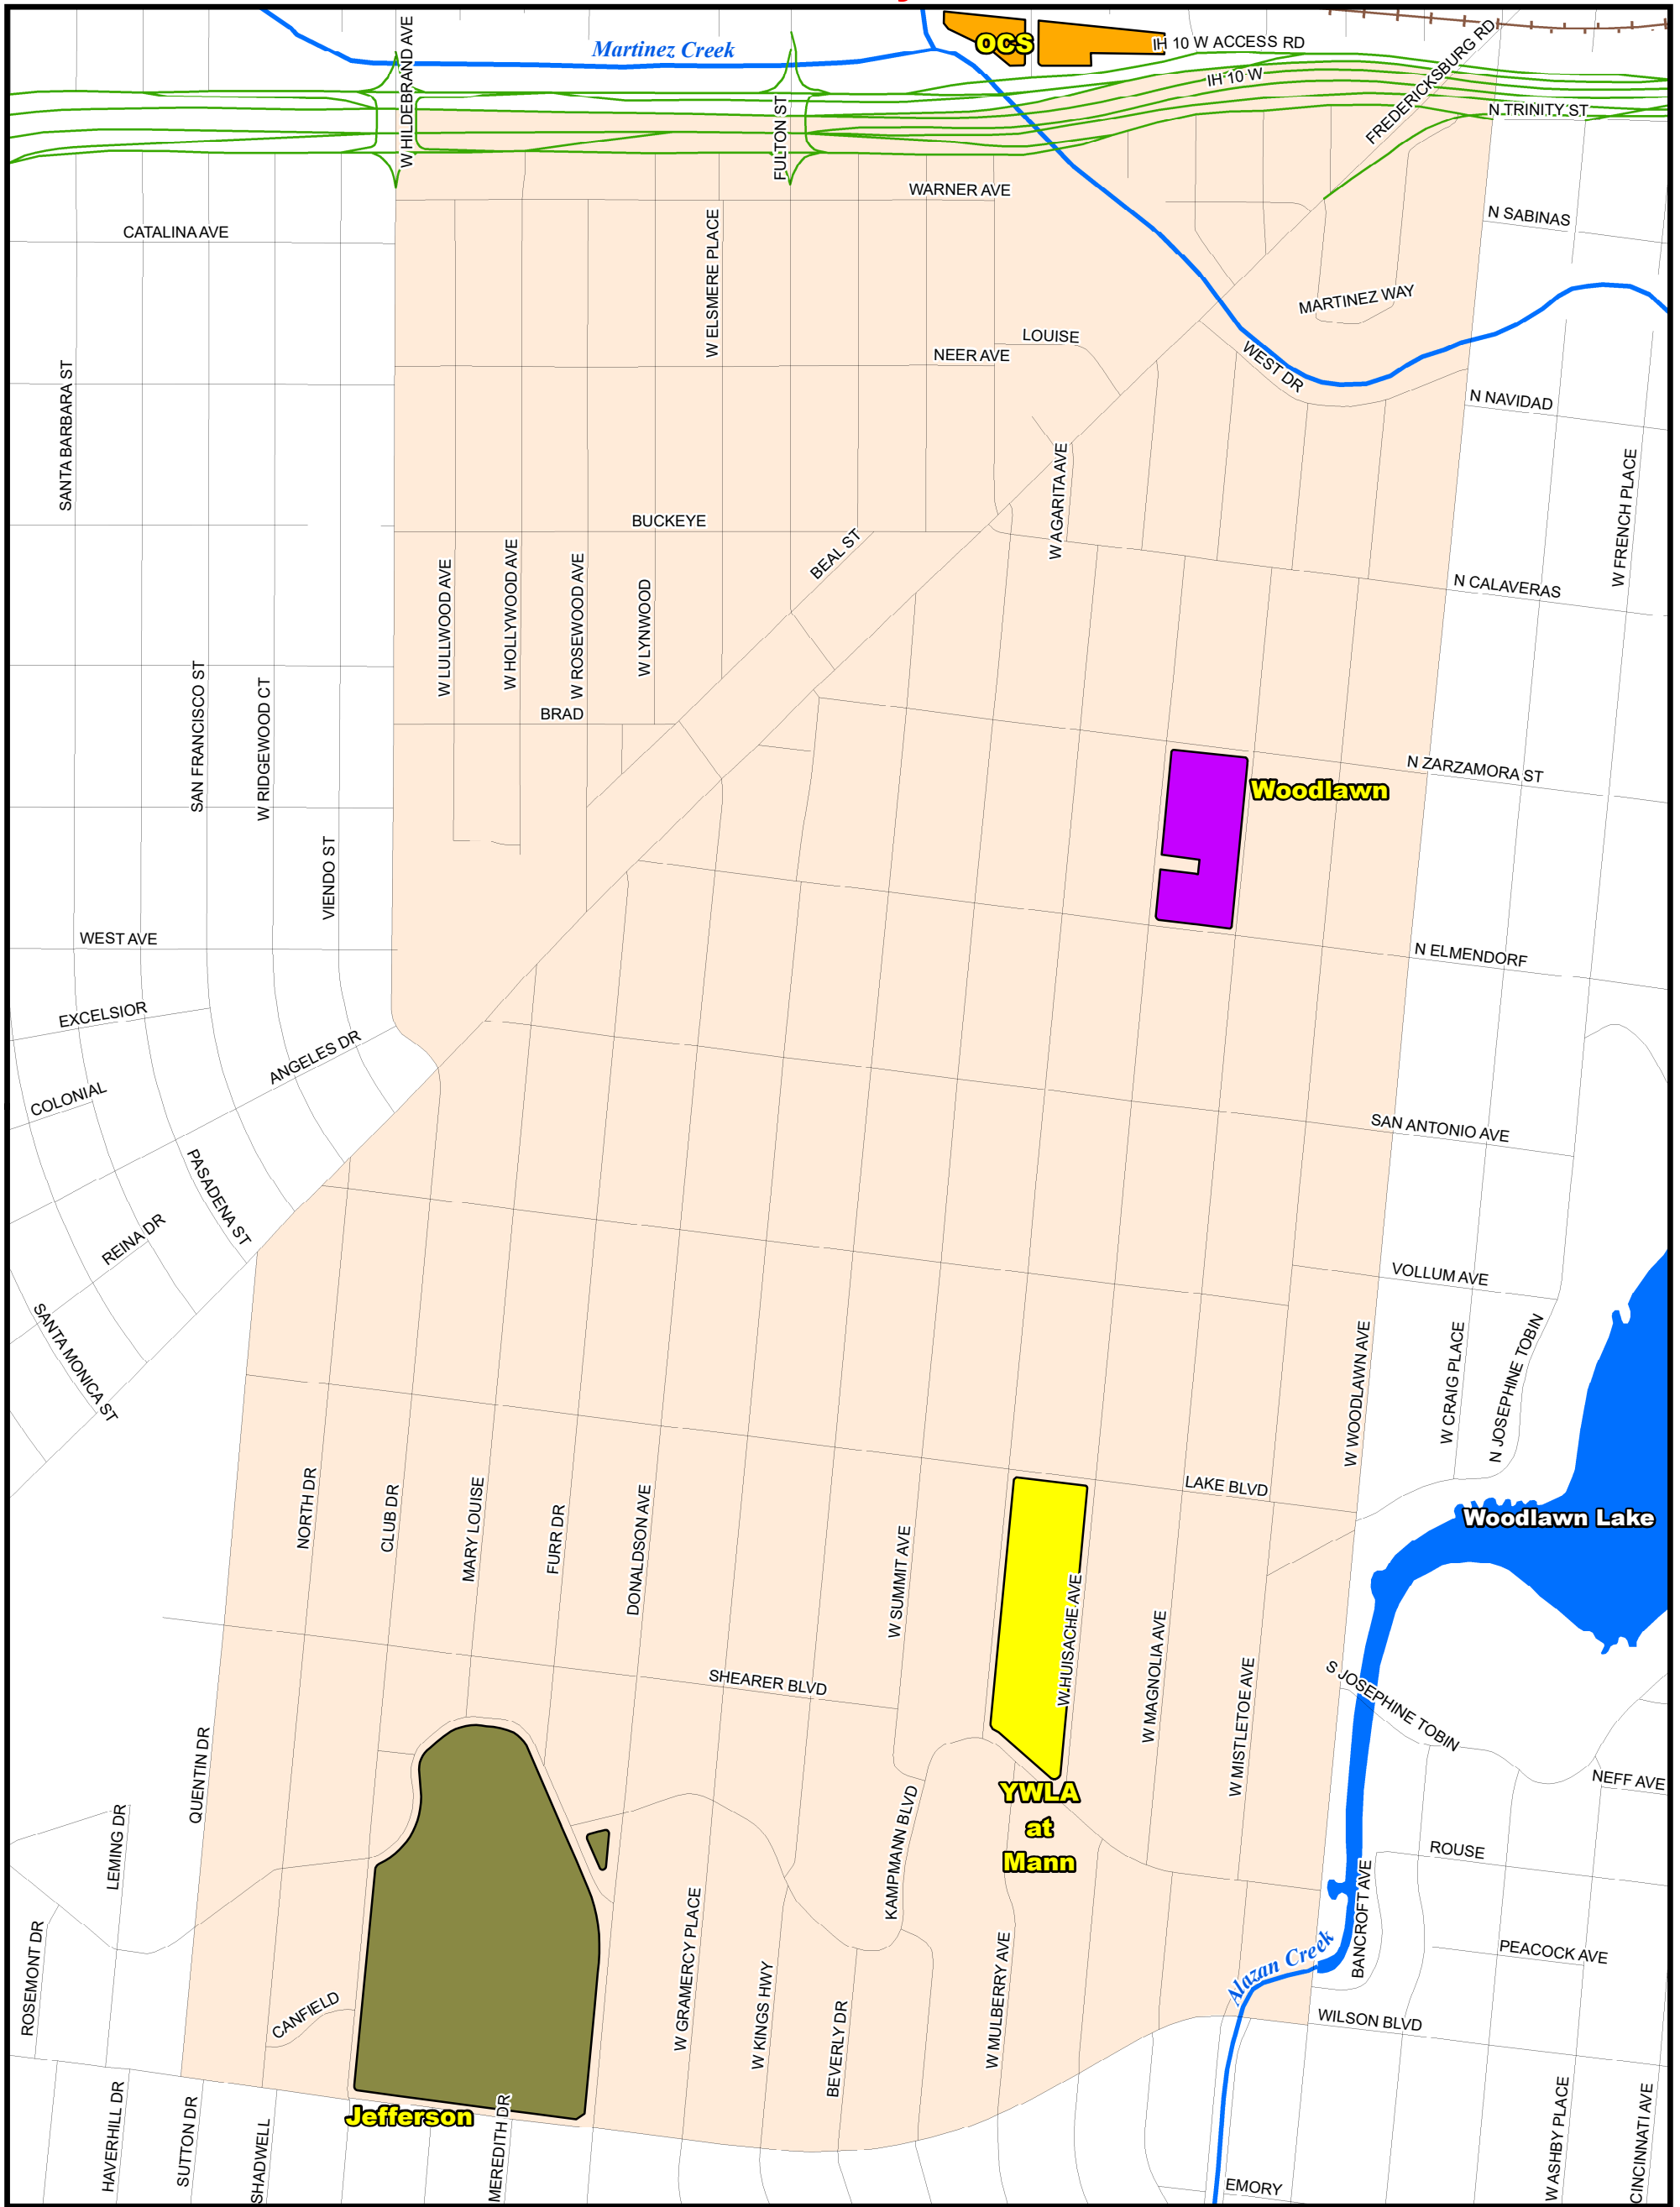 Martinez Creek
OCS
IH 10 W ACCESS RD
IH 10 W
FREDERICKSBURG RD
N TRINITY ST
W HILDEBRAND AVE
FULTON ST
WARNER AVE
CATALINA AVE
N SABINAS
W ELSMERE PLACE
MARTINEZ WAY
LOUISE
NEER AVE
WEST DR
N NAVIDAD
SANTA BARBARA ST
W AGARITA AVE
W FRENCH PLACE
BUCKEYE
BEAL ST
W LULLWOOD AVE
W HOLLYWOOD AVE
W ROSEWOOD AVE
W LYNWOOD
N CALAVERAS
SAN FRANCISCO ST
W RIDGEWOOD CT
BRAD
N ZARZAMORA ST
Woodlawn
VIENDO ST
WEST AVE
N ELMENDORF
EXCELSIOR
ANGELES DR
COLONIAL
SAN ANTONIO AVE
PASADENA ST
REINA DR
VOLLUM AVE
SANTA MONICA ST
W WOODLAWN AVE
W CRAIG PLACE
N JOSEPHINE TOBIN
NORTH DR
CLUB DR
MARY LOUISE
FURR DR
DONALDSON AVE
LAKE BLVD
Woodlawn Lake
W SUMMIT AVE
W HUISACHE AVE
W MAGNOLIA AVE
W MISTLETOE AVE
SHEARER BLVD
S JOSEPHINE TOBIN
QUENTIN DR
NEFF AVE
YWLA
at
Mann
LEMING DR
KAMPMANN BLVD
ROUSE
BANCROFT AVE
ROSEMONT DR
W GRAMERCY PLACE
W KINGS HWY
BEVERLY DR
W MULBERRY AVE
Alazan Creek
PEACOCK AVE
CANFIELD
WILSON BLVD
Jefferson
HAVERHILL DR
SUTTON DR
SHADWELL
MEREDITH DR
W ASHBY PLACE
CINCINNATI AVE
EMORY